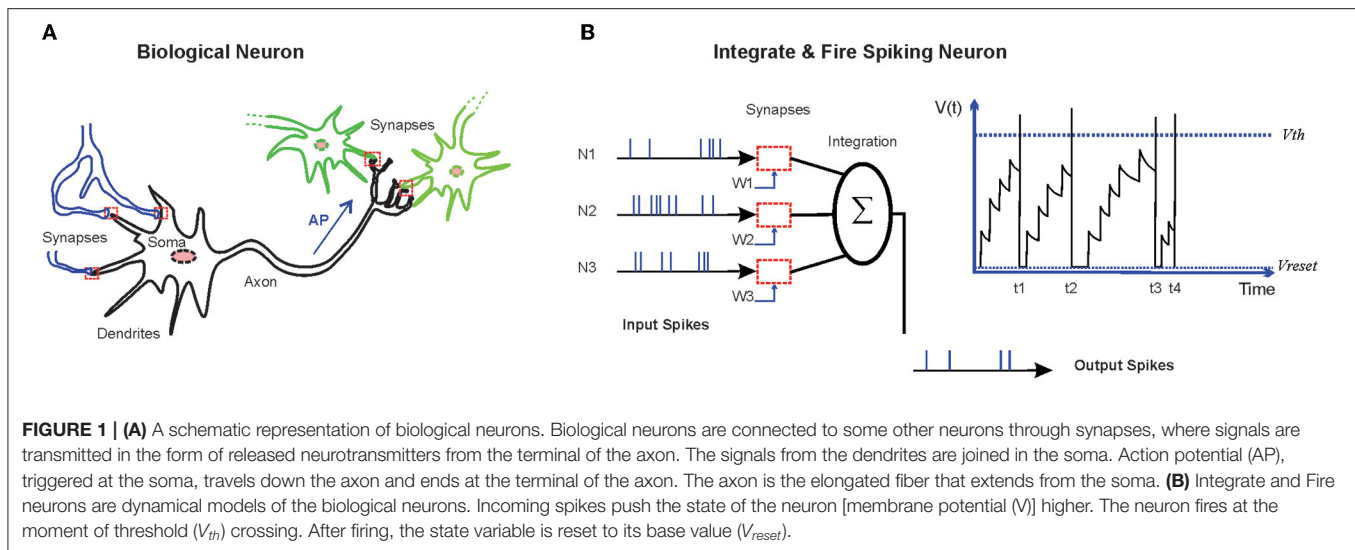 A
Biological Neuron
Synapses
AP
Synapses
Soma
Axon
Dendrites
B
Integrate & Fire Spiking Neuron
Synapses
Integration
N1
W1
N2
W2
N3
W3
Σ
Input Spikes
Output Spikes
V(t)
Vth
Vreset
t1 t2 t3 t4
Time
FIGURE 1 | (A) A schematic representation of biological neurons. Biological neurons are connected to some other neurons through synapses, where signals are
transmitted in the form of released neurotransmitters from the terminal of the axon. The signals from the dendrites are joined in the soma. Action potential (AP),
triggered at the soma, travels down the axon and ends at the terminal of the axon. The axon is the elongated fiber that extends from the soma. (B) Integrate and Fire
neurons are dynamical models of the biological neurons. Incoming spikes push the state of the neuron [membrane potential (V)] higher. The neuron fires at the
moment of threshold (Vth) crossing. After firing, the state variable is reset to its base value (Vreset).